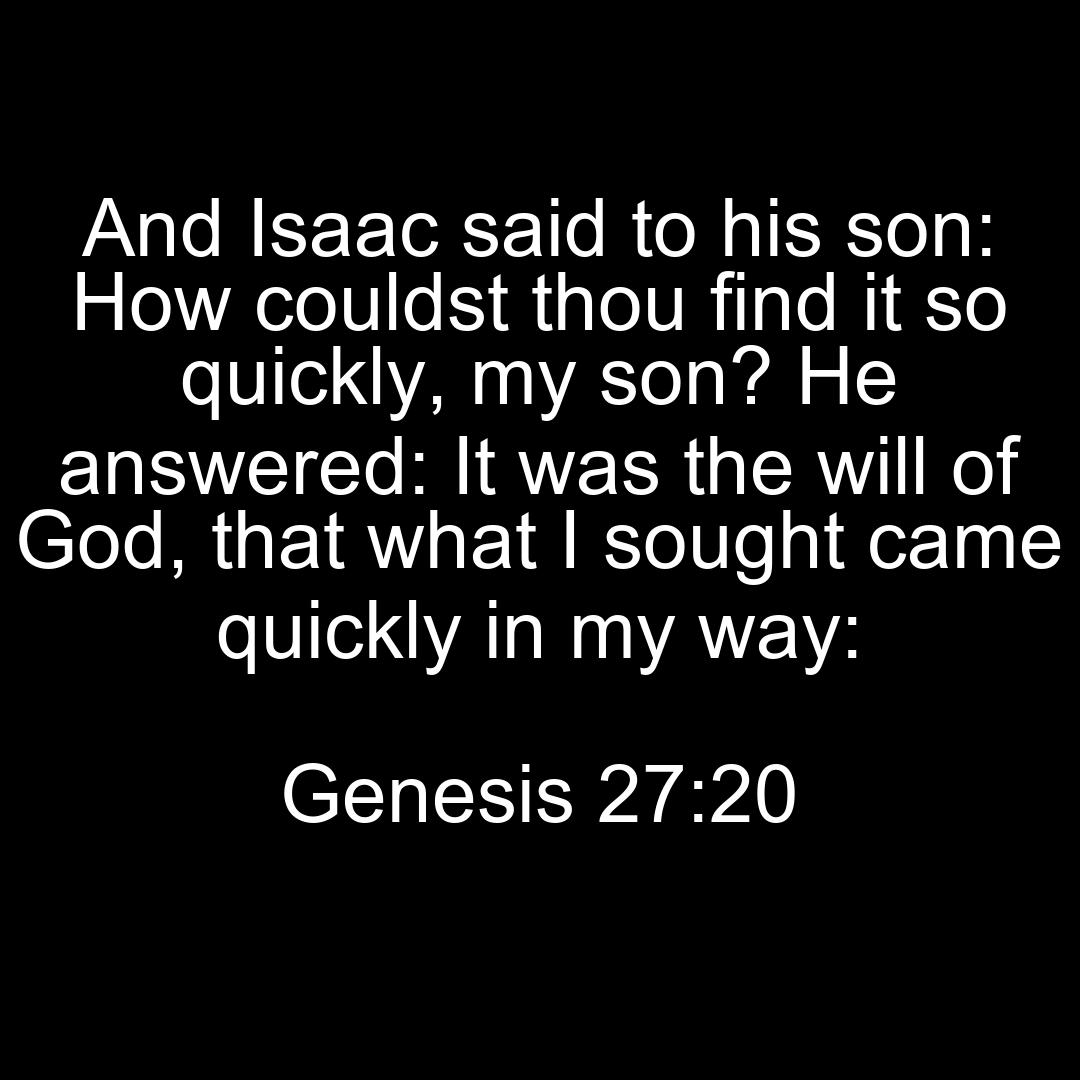 And Isaac said to his son:
How couldst thou find it so
quickly, my son? He
answered: It was the will of
God, that what I sought came
quickly in my way:
Genesis 27:20